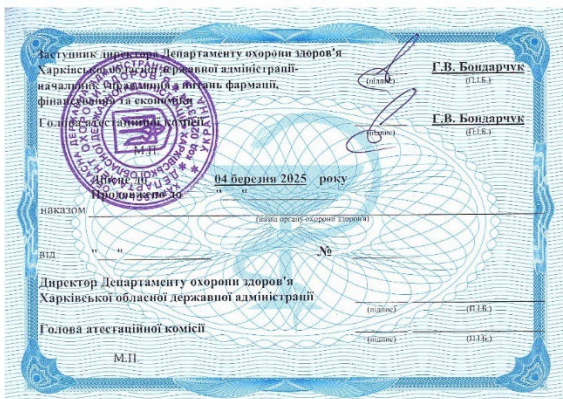 Заступник директора Департаменту охорони здоров'я
Харківської обласної державної адміністрації-
начальник управління з питань фармації,
фінансування та економіки
Г.В. Бондарчук
(підпис) (П.І.Б.)
Голова атестаційної комісії
Г.В. Бондарчук
(підпис) (П.І.Б.)
М.П.
Дійсне до 04 березня 2025 року
Продовжено до "__"
наказом
(назва органу охорони здоров'я)
від "__" №
Директор Департаменту охорони здоров'я
Харківської обласної державної адміністрації
(підпис) (П.І.Б.)
Голова атестаційної комісії
(підпис) (П.І.Б.)
М.П.